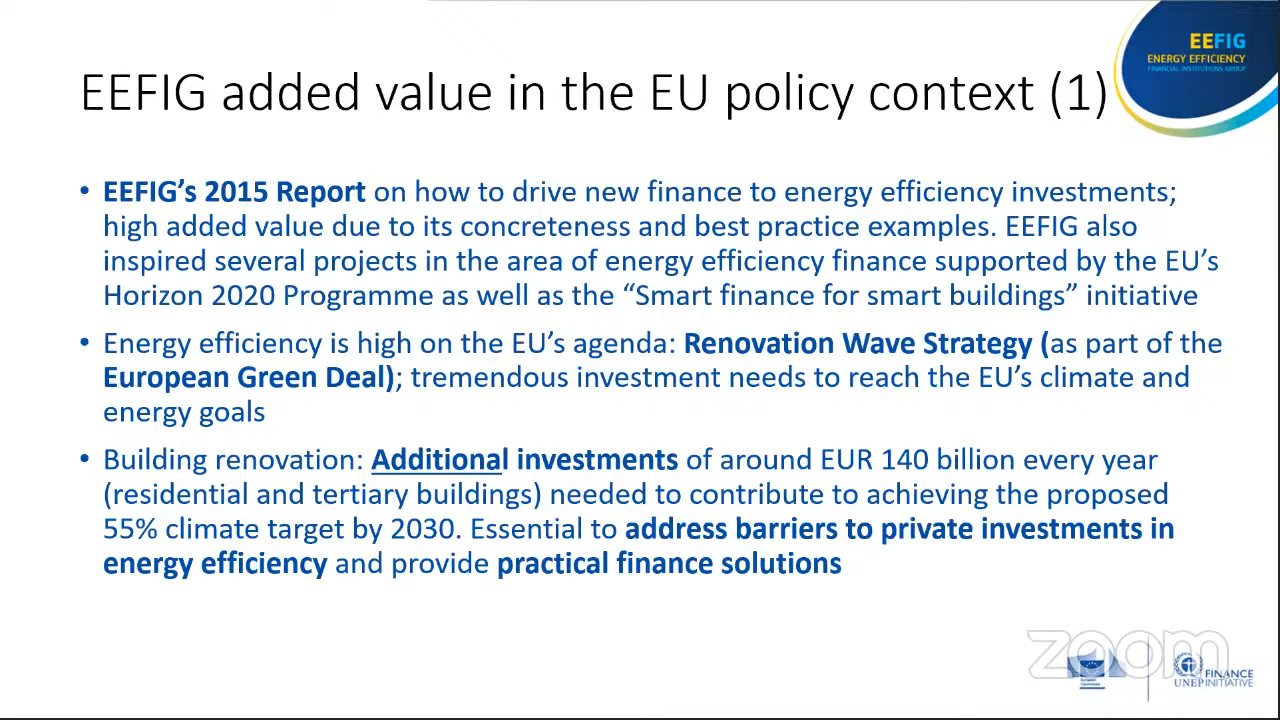 EEFIG
ENERGY EFFICIENCY
FINANCIAL INSTITUTIONS GROUP
EEFIG added value in the EU policy context (1)
• EEFIG’s 2015 Report on how to drive new finance to energy efficiency investments;
high added value due to its concreteness and best practice examples. EEFIG also
inspired several projects in the area of energy efficiency finance supported by the EU’s
Horizon 2020 Programme as well as the “Smart finance for smart buildings” initiative
• Energy efficiency is high on the EU’s agenda: Renovation Wave Strategy (as part of the
European Green Deal); tremendous investment needs to reach the EU’s climate and
energy goals
• Building renovation: Additional investments of around EUR 140 billion every year
(residential and tertiary buildings) needed to contribute to achieving the proposed
55% climate target by 2030. Essential to address barriers to private investments in
energy efficiency and provide practical finance solutions
zoom
European
Commission
FINANCE
UNEP INITIATIVE